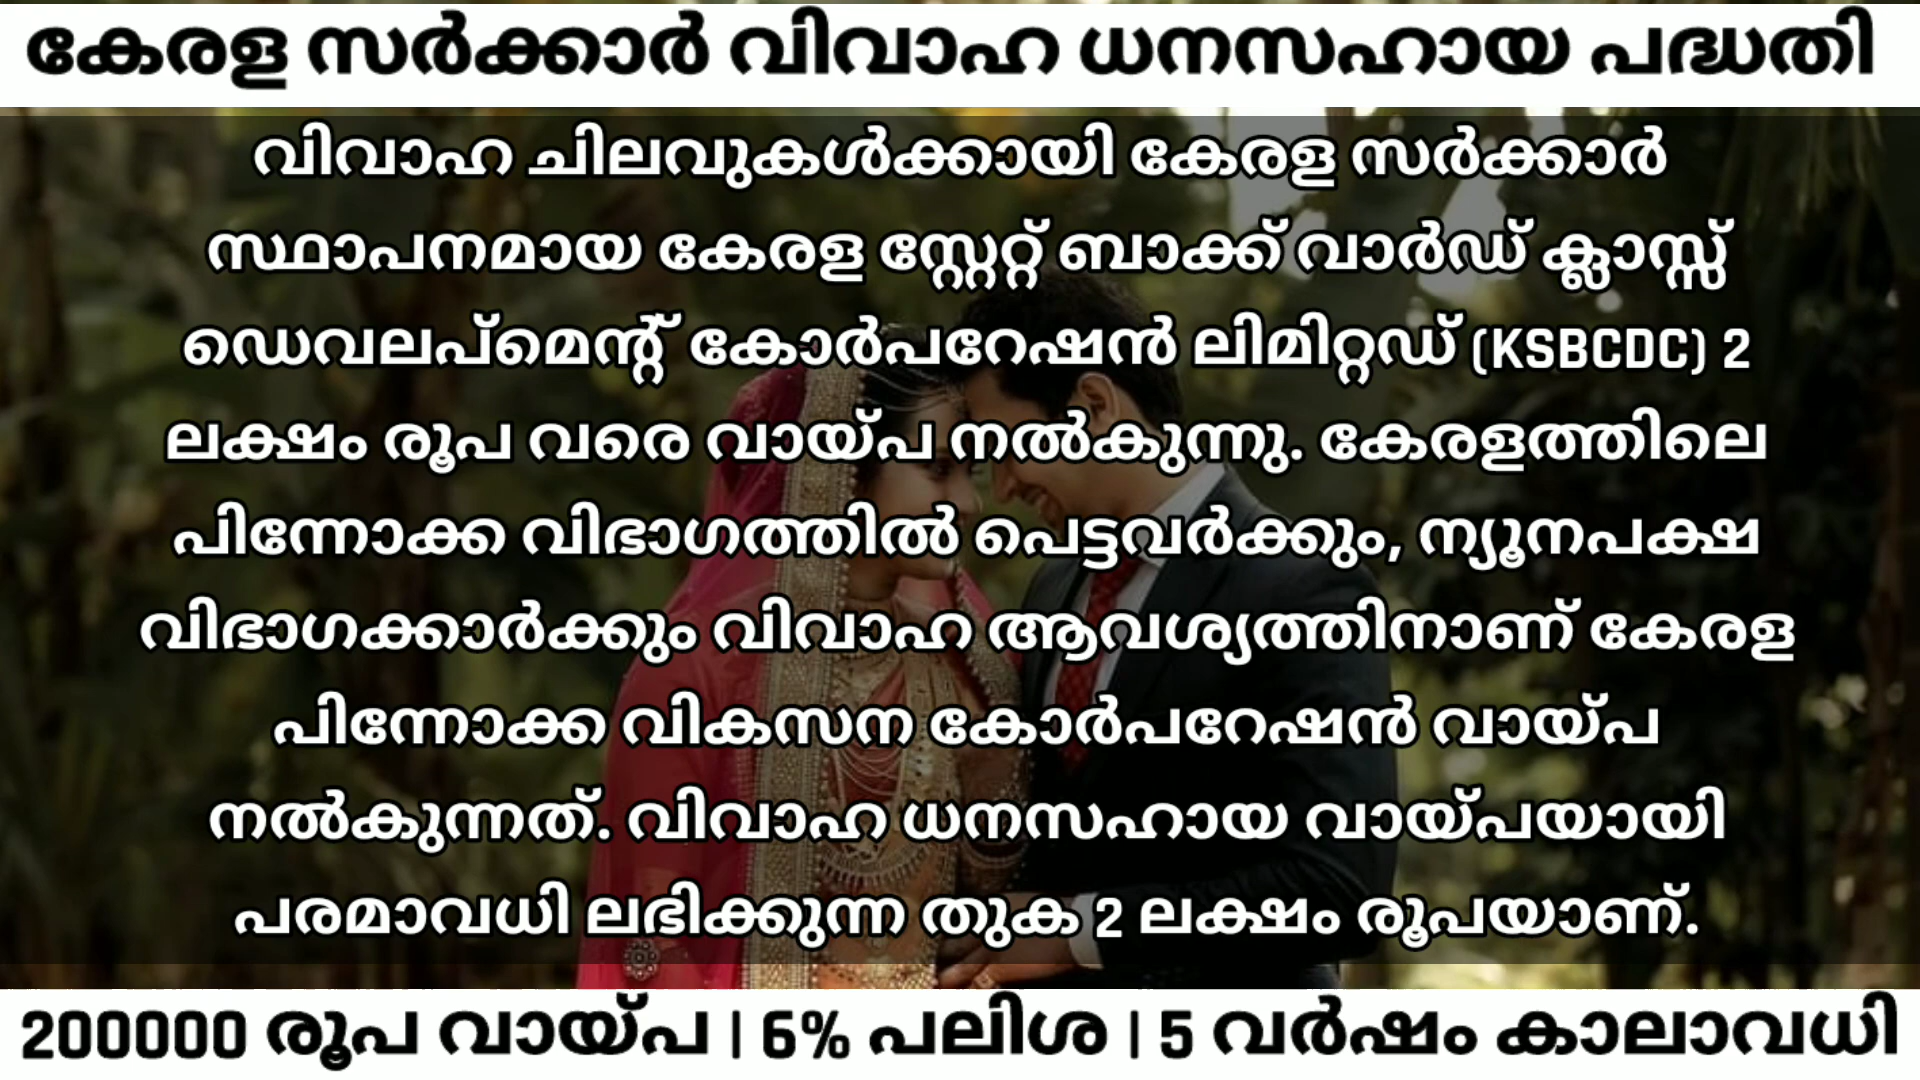 കേരള സർക്കാർ വിവാഹ ധനസഹായ പദ്ധതി
വിവാഹ ചിലവുകൾക്കായി കേരള സർക്കാർ
സ്ഥാപനമായ കേരള സ്റ്റേറ്റ് ബാക്ക് വാർഡ് ക്ലാസ്സ്
ഡെവലപ്മെന്റ് കോർപറേഷൻ ലിമിറ്റഡ് (KSBCDC) 2
ലക്ഷം രൂപ വരെ വായ്പ നൽകുന്നു. കേരളത്തിലെ
പിന്നോക്ക വിഭാഗത്തിൽ പെട്ടവർക്കും, ന്യൂനപക്ഷ
വിഭാഗക്കാർക്കും വിവാഹ ആവശ്യത്തിനാണ് കേരള
പിന്നോക്ക വികസന കോർപറേഷൻ വായ്പ
നൽകുന്നത്. വിവാഹ ധനസഹായ വായ്പയായി
പരമാവധി ലഭിക്കുന്ന തുക 2 ലക്ഷം രൂപയാണ്.
200000 രൂപ വായ്പ | 6% പലിശ | 5 വർഷം കാലാവധി